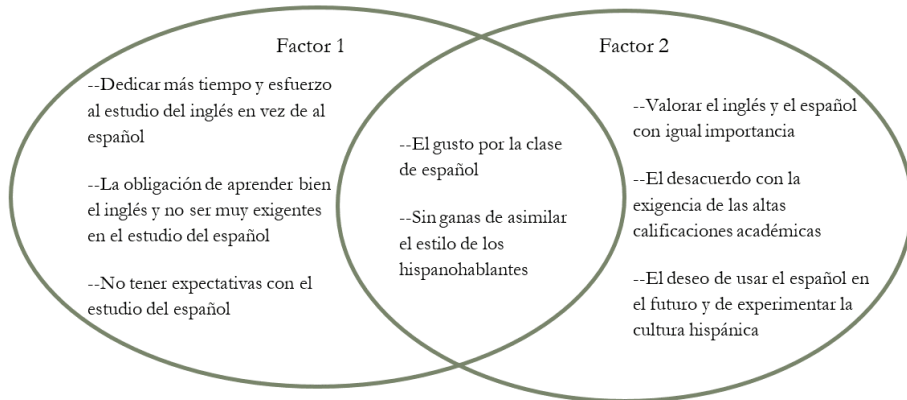 Factor 1
--Dedicar más tiempo y esfuerzo
al estudio del inglés en vez de al
español
--La obligación de aprender bien
el inglés y no ser muy exigentes
en el estudio del español
--No tener expectativas con el
estudio del español
--El gusto por la clase
de español
--Sin ganas de asimilar
el estilo de los
hispanohablantes
Factor 2
--Valorar el inglés y el español
con igual importancia
--El desacuerdo con la
exigencia de las altas
calificaciones académicas
--El deseo de usar el español en
el futuro y de experimentar la
cultura hispánica